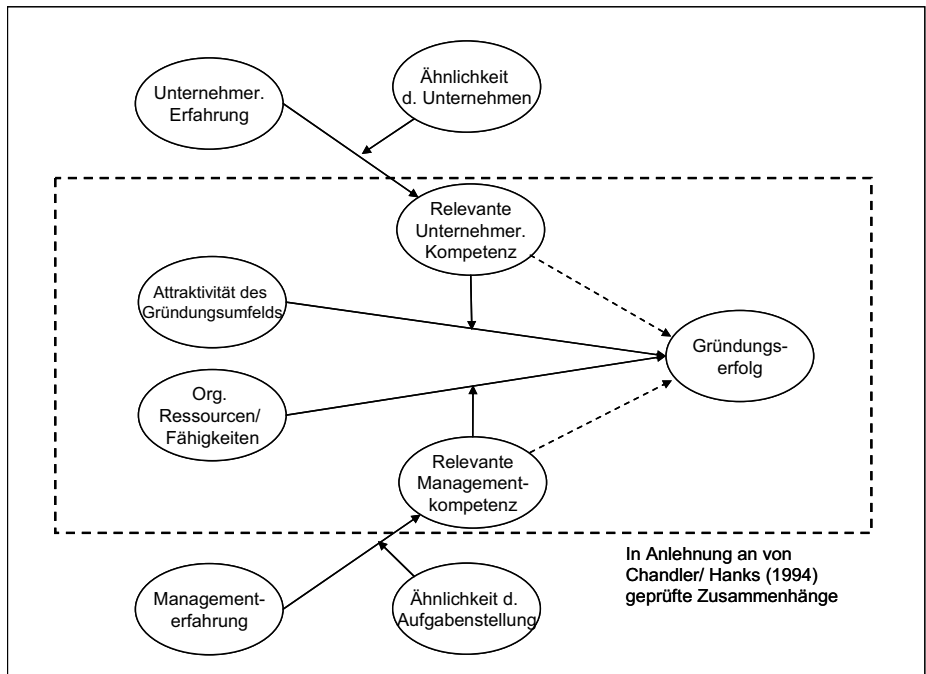 Ähnlichkeit
d. Unternehmen
Unternehmer.
Erfahrung
Relevante
Unternehmer.
Kompetenz
Attraktivität des
Gründungsumfelds
Gründungs-
erfolg
Org.
Ressourcen/
Fähigkeiten
Relevante
Management-
kompetenz
In Anlehnung an von
Chandler/ Hanks (1994)
geprüfte Zusammenhänge
Management-
erfahrung
Ähnlichkeit d.
Aufgabenstellung